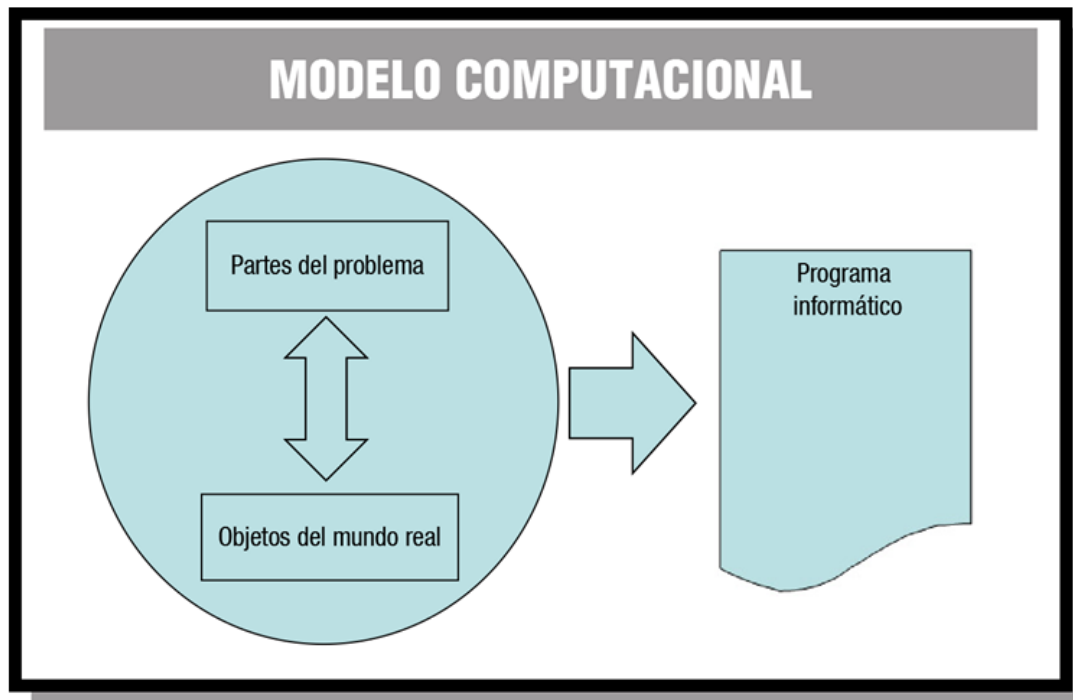 MODELO COMPUTACIONAL
Partes del problema
Objetos del mundo real
Programa
informático